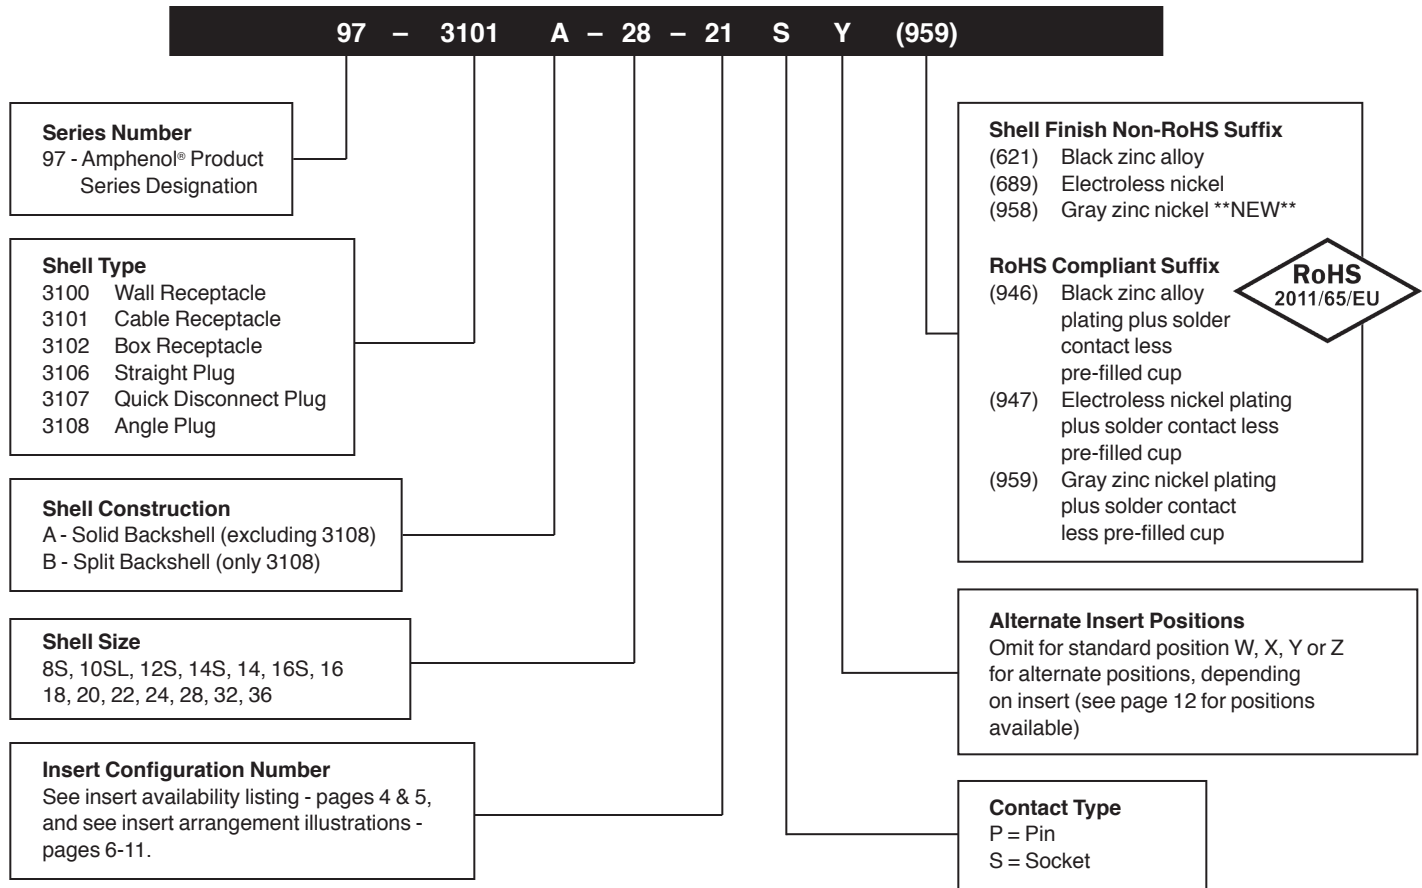 97 – 3101 A – 28 – 21 S Y (959)
Series Number
97 - Amphenol® Product
Series Designation
Shell Type
3100 Wall Receptacle
3101 Cable Receptacle
3102 Box Receptacle
3106 Straight Plug
3107 Quick Disconnect Plug
3108 Angle Plug
Shell Construction
A - Solid Backshell (excluding 3108)
B - Split Backshell (only 3108)
Shell Size
8S, 10SL, 12S, 14S, 14, 16S, 16
18, 20, 22, 24, 28, 32, 36
Insert Configuration Number
See insert availability listing - pages 4 & 5,
and see insert arrangement illustrations -
pages 6-11.
Shell Finish Non-RoHS Suffix
(621) Black zinc alloy
(689) Electroless nickel
(958) Gray zinc nickel **NEW**
RoHS Compliant Suffix
(946) Black zinc alloy
plating plus solder
contact less
pre-filled cup
(947) Electroless nickel plating
plus solder contact less
pre-filled cup
(959) Gray zinc nickel plating
plus solder contact
less pre-filled cup
RoHS
2011/65/EU
Alternate Insert Positions
Omit for standard position W, X, Y or Z
for alternate positions, depending
on insert (see page 12 for positions
available)
Contact Type
P = Pin
S = Socket